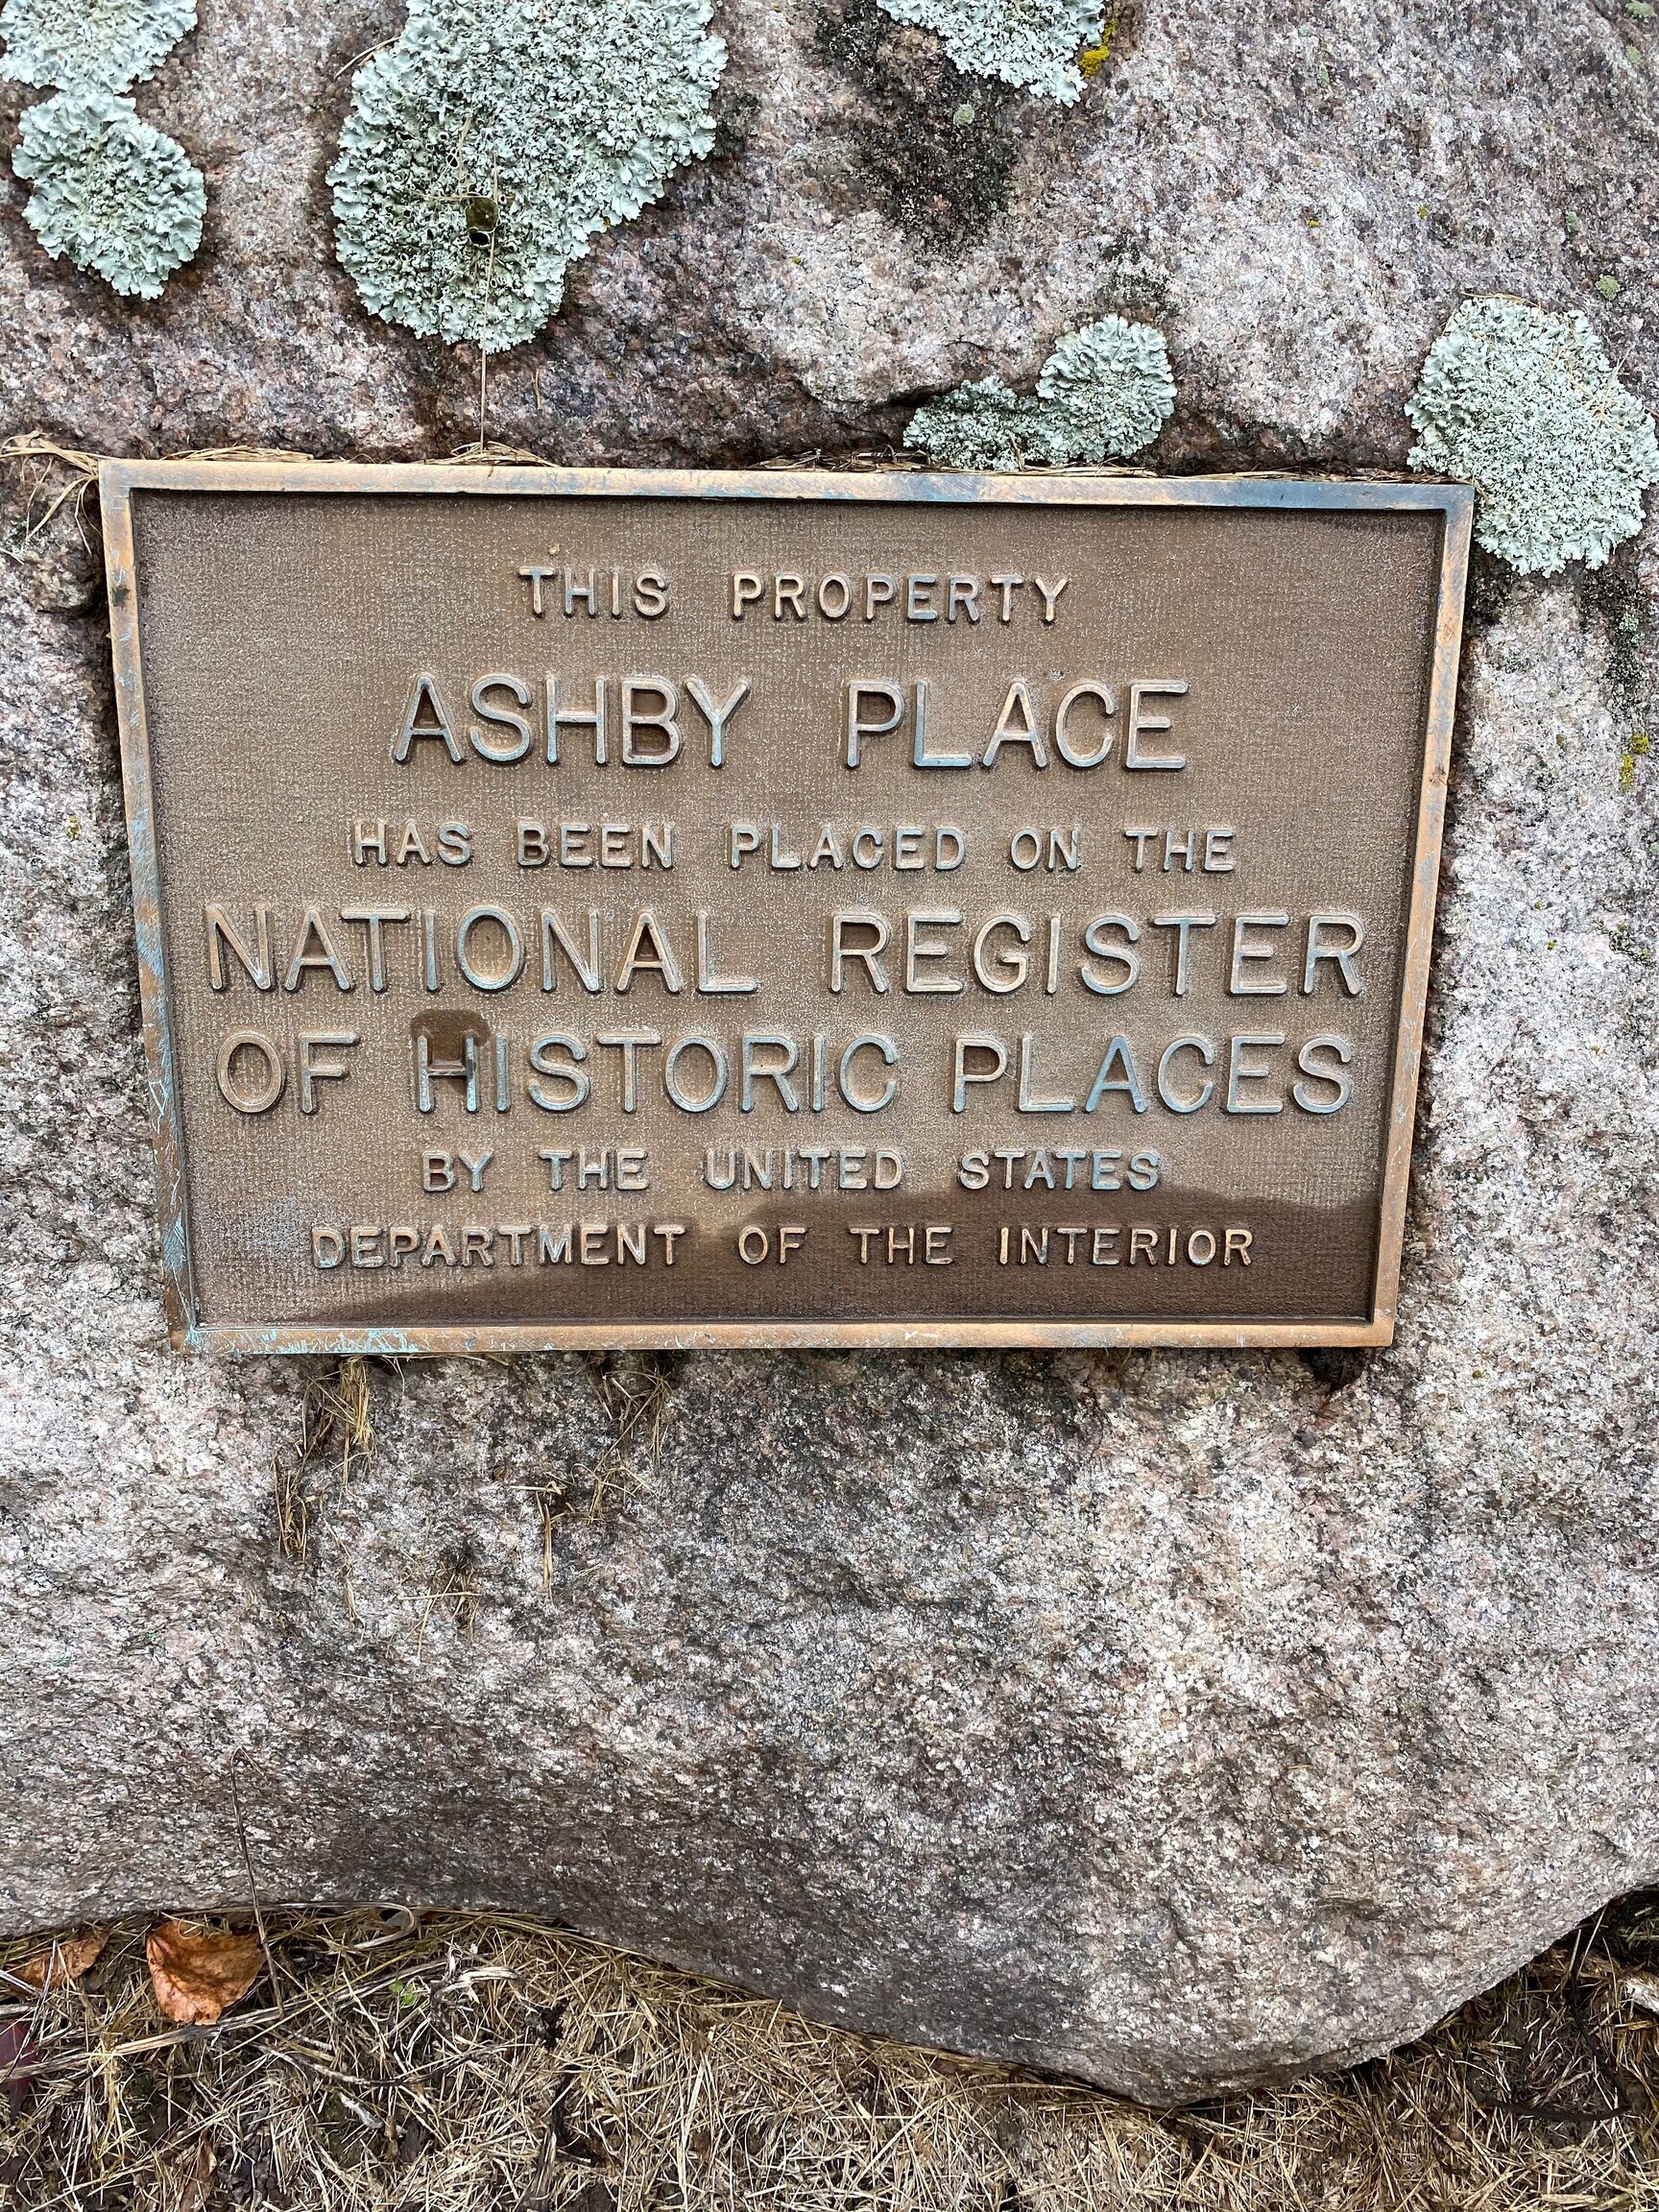 THIS PROPERTY
ASHBY PLACE
HAS BEEN PLACED ON THE
NATIONAL REGISTER
OF HISTORIC PLACES
BY THE UNITED STATES
DEPARTMENT OF THE INTERIOR